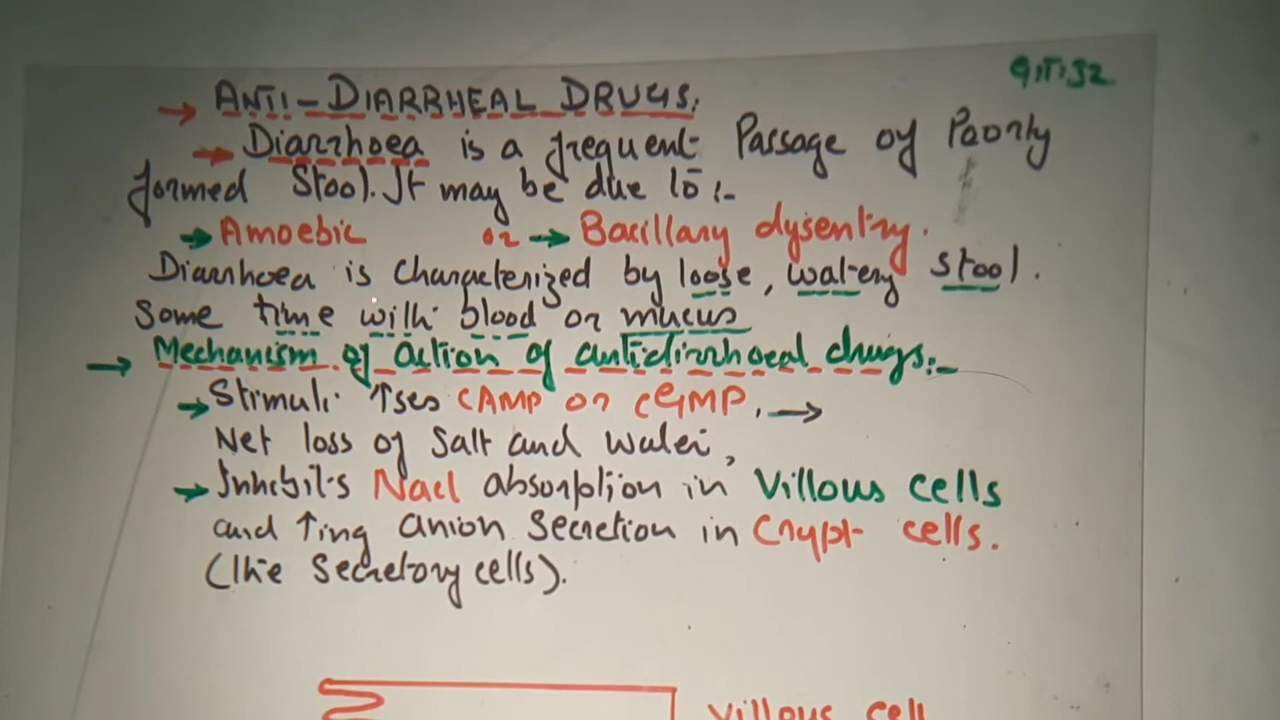 G.I.T.32
→ ANTI-DIARRHEAL DRUGS:
→ Diarrhoea is a frequent Passage of Poorly
formed Stool. It may be due to :-
→ Amoebic or → Bacillary dysentry.
Diarrhoea is characterized by loose, watery stool.
Some time with blood or mucus
→ Mechanism of action of antidirrhoeal drugs:-
→ Stimuli ↑ses CAMP or cGMP. →
Net loss of Salt and water,
→ Inhibits Nacl absorption in Villous cells
and ↑ing anion Secretion in Crypt cells.
(The Secretory cells).
Villous cell